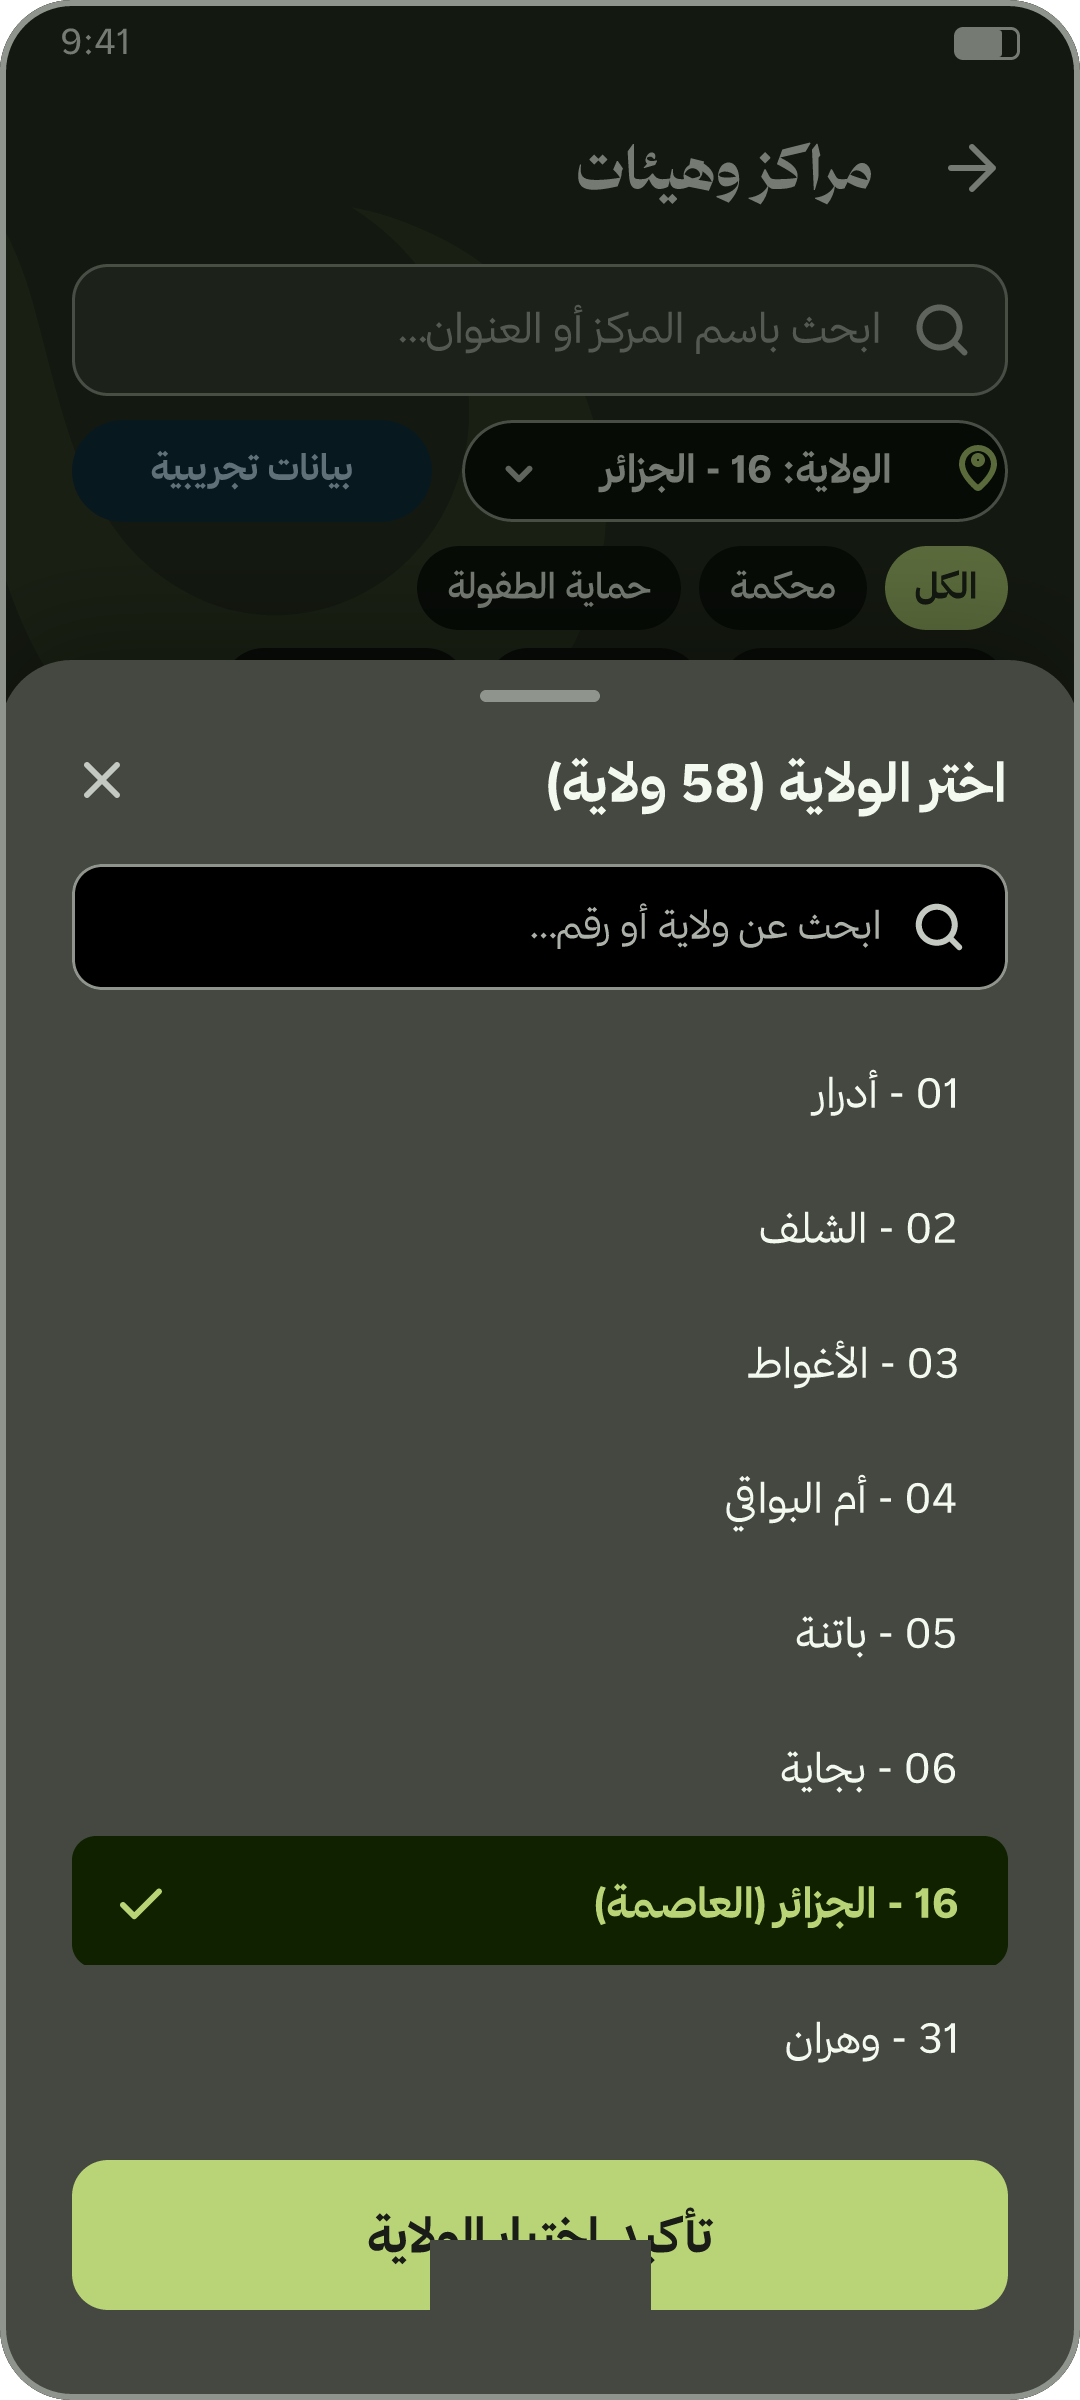 9:41
مراكز وهيئات
ابحث باسم المركز أو العنوان...
الولاية: 16 - الجزائر
بيانات تجريبية
الكل
محكمة
حماية الطفولة
اختر الولاية (58 ولاية)
ابحث عن ولاية أو رقم...
01 - أدرار
02 - الشلف
03 - الأغواط
04 - أم البواقي
05 - باتنة
06 - بجاية
16 - الجزائر (العاصمة)
31 - وهران
تأكيد اختيار الولاية